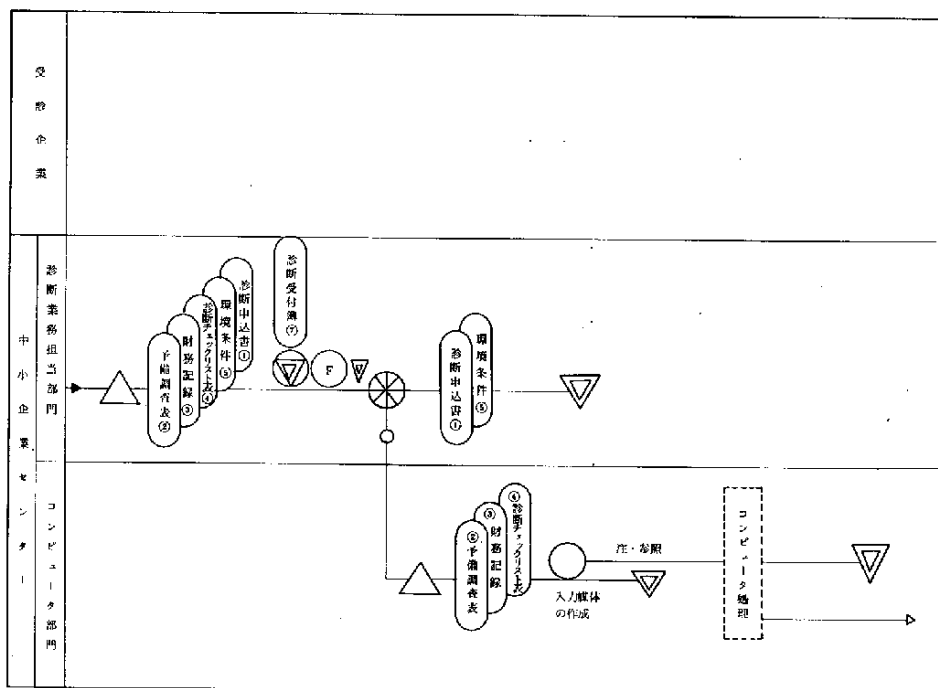 受診企業
中小企業センター
診断業務担当部門
コンピュータ部門
予備調査表②
財務記録③
診断チェックリスト表④
環境条件⑤
診断申込書①
診断受付簿⑦
F
診断申込書①
環境条件⑤
②予備調査表
③財務記録
④診断チェックリスト表
入力媒体
の作成
注・参照
コンピュータ処理